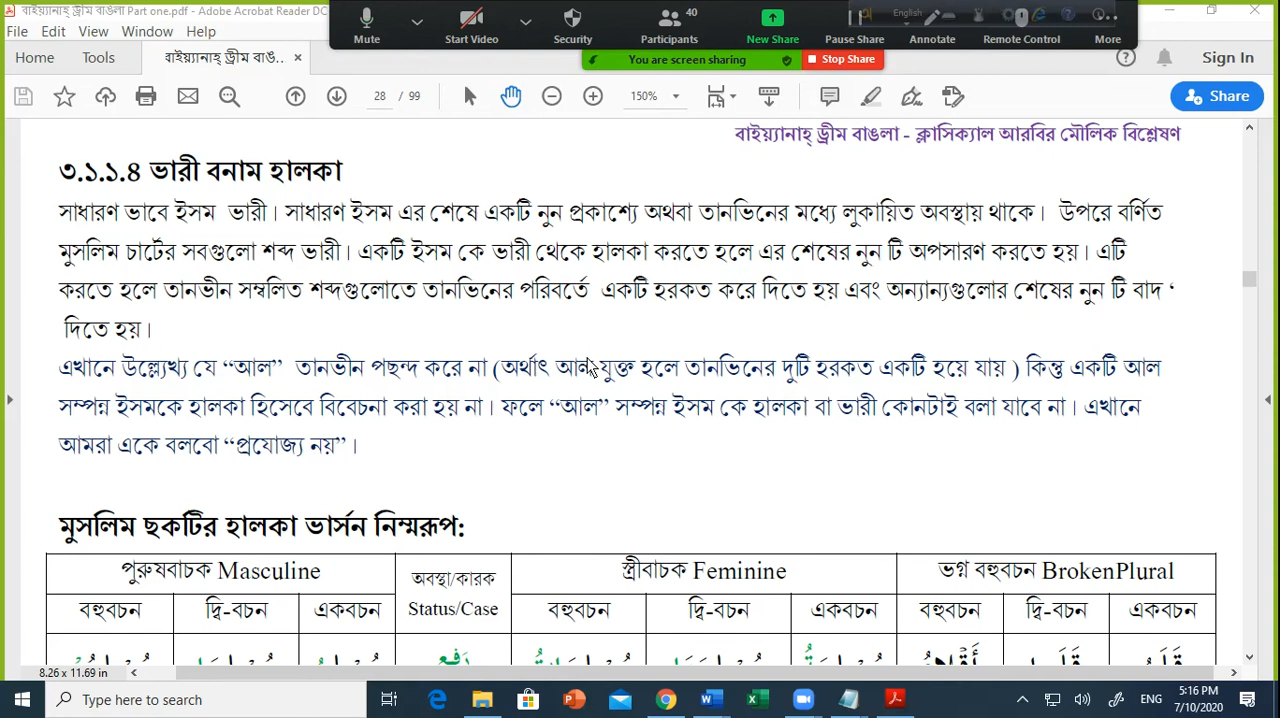 বাইয়্যানাহ্ ড্রীম বাঙলা Part one.pdf - Adobe Acrobat Reader DC
File Edit View Window Help
Mute
Start Video
Security
40
Participants
New Share
Pause Share
English
Annotate
Remote Control
More
You are screen sharing
Stop Share
Home
Tools
বাইয়্যানাহ্ ড্রীম বাঙ.. ×
Sign In
28 / 99
150%
Share
বাইয়্যানাহ্ ড্রীম বাঙলা - ক্লাসিক্যাল আরবির মৌলিক বিশ্লেষণ
৩.১.১.4 ভারী বনাম হালকা
সাধারণ ভাবে ইসম ভারী। সাধারণ ইসম এর শেষে একটি নুন প্রকাশ্যে অথবা তানভিনের মধ্যে লুকায়িত অবস্থায় থাকে। উপরে বর্ণিত
মুসলিম চার্টের সবগুলো শব্দ ভারী। একটি ইসম কে ভারী থেকে হালকা করতে হলে এর শেষের নুন টি অপসারণ করতে হয়। এটি
করতে হলে তানভীন সম্বলিত শব্দগুলোতে তানভিনের পরিবর্তে একটি হরকত করে দিতে হয় এবং অন্যান্যগুলোর শেষের নুন টি বাদ ‘
দিতে হয়।
এখানে উল্ল্যেখ্য যে “আল” তানভীন পছন্দ করে না (অর্থাৎ আল যুক্ত হলে তানভিনের দুটি হরকত একটি হয়ে যায় ) কিন্তু একটি আল
সম্পন্ন ইসমকে হালকা হিসেবে বিবেচনা করা হয় না। ফলে “আল” সম্পন্ন ইসম কে হালকা বা ভারী কোনটাই বলা যাবে না। এখানে
আমরা একে বলবো “প্রযোজ্য নয়”।
মুসলিম ছকটির হালকা ভার্সন নিম্মরূপ:
পুরুষবাচক Masculine
অবস্থা/কারক
Status/Case
স্ত্রীবাচক Feminine
ভগ্ন বহুবচন BrokenPlural
বহুবচন দ্বি-বচন একবচন
বহুবচন দ্বি-বচন একবচন
বহুবচন দ্বি-বচন একবচন
8.26 x 11.69 in
Type here to search
ENG
5:16 PM
7/10/2020